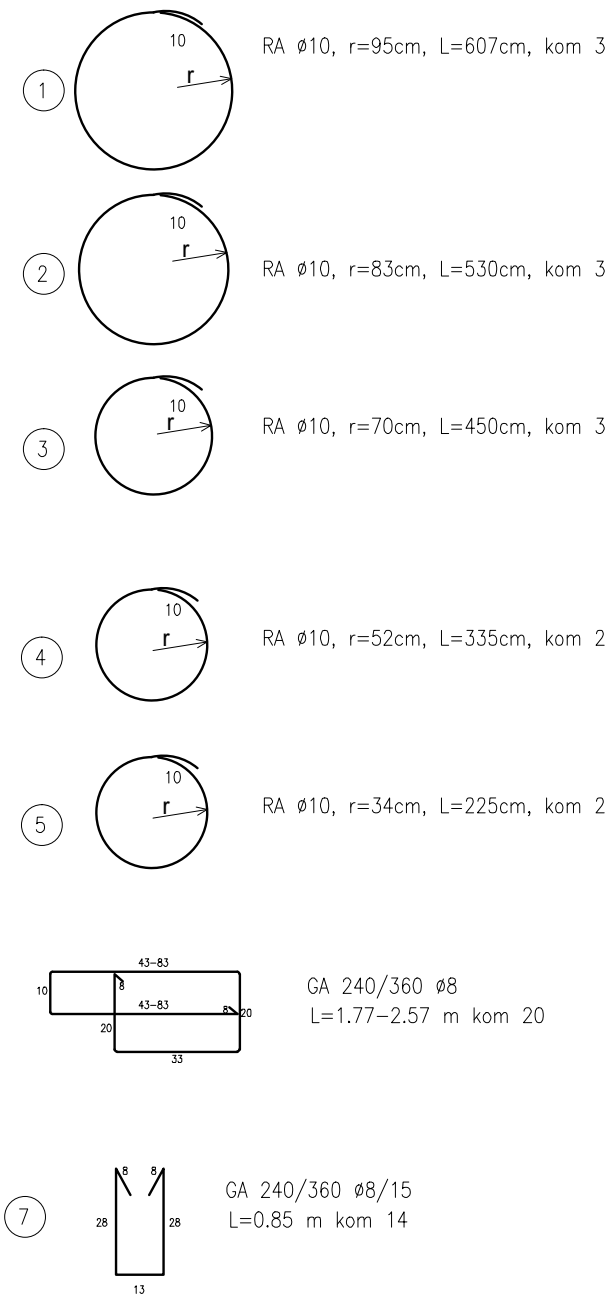 10
r
1
RA ø10, r=95cm, L=607cm, kom 3
10
r
2
RA ø10, r=83cm, L=530cm, kom 3
10
r
3
RA ø10, r=70cm, L=450cm, kom 3
10
r
4
RA ø10, r=52cm, L=335cm, kom 2
10
r
5
RA ø10, r=34cm, L=225cm, kom 2
43-83
8
10
43-83
8
20
20
33
GA 240/360 ø8
L=1.77-2.57 m kom 20
7
8 8
28 28
13
GA 240/360 ø8/15
L=0.85 m kom 14